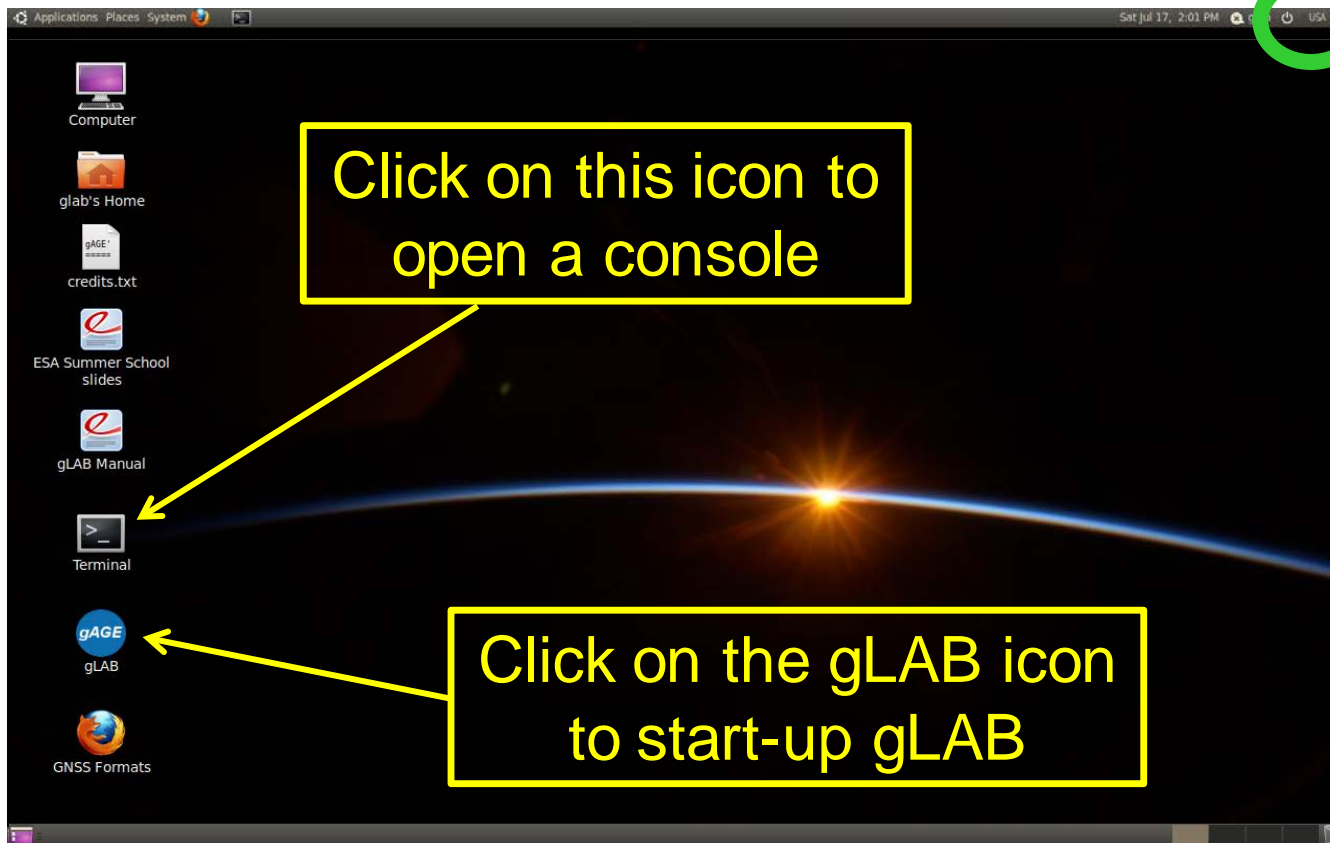 Applications Places System
Sat Jul 17, 2:01 PM
USA
Computer
glab's Home
gAGE'
=====
credits.txt
ESA Summer School
slides
gLAB Manual
>_
Terminal
gAGE
gLAB
GNSS Formats
Click on this icon to
open a console
Click on the gLAB icon
to start-up gLAB